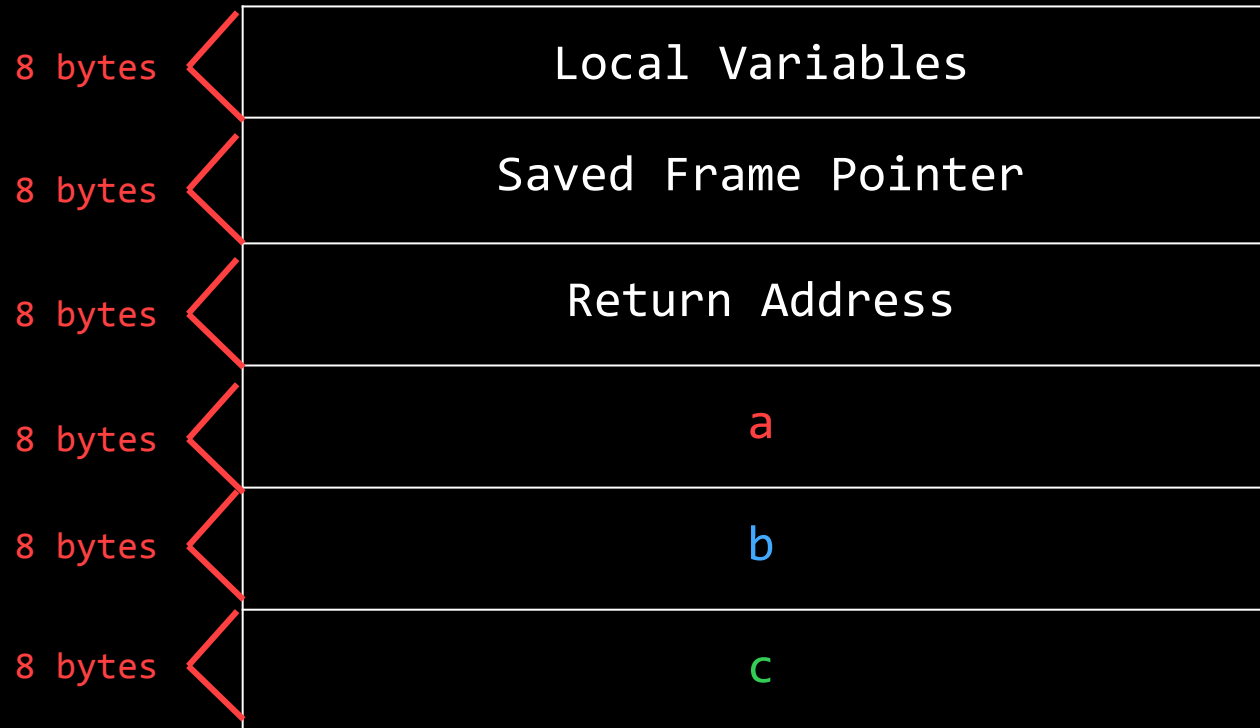 8 bytes Local Variables
8 bytes Saved Frame Pointer
8 bytes Return Address
8 bytes a
8 bytes b
8 bytes c